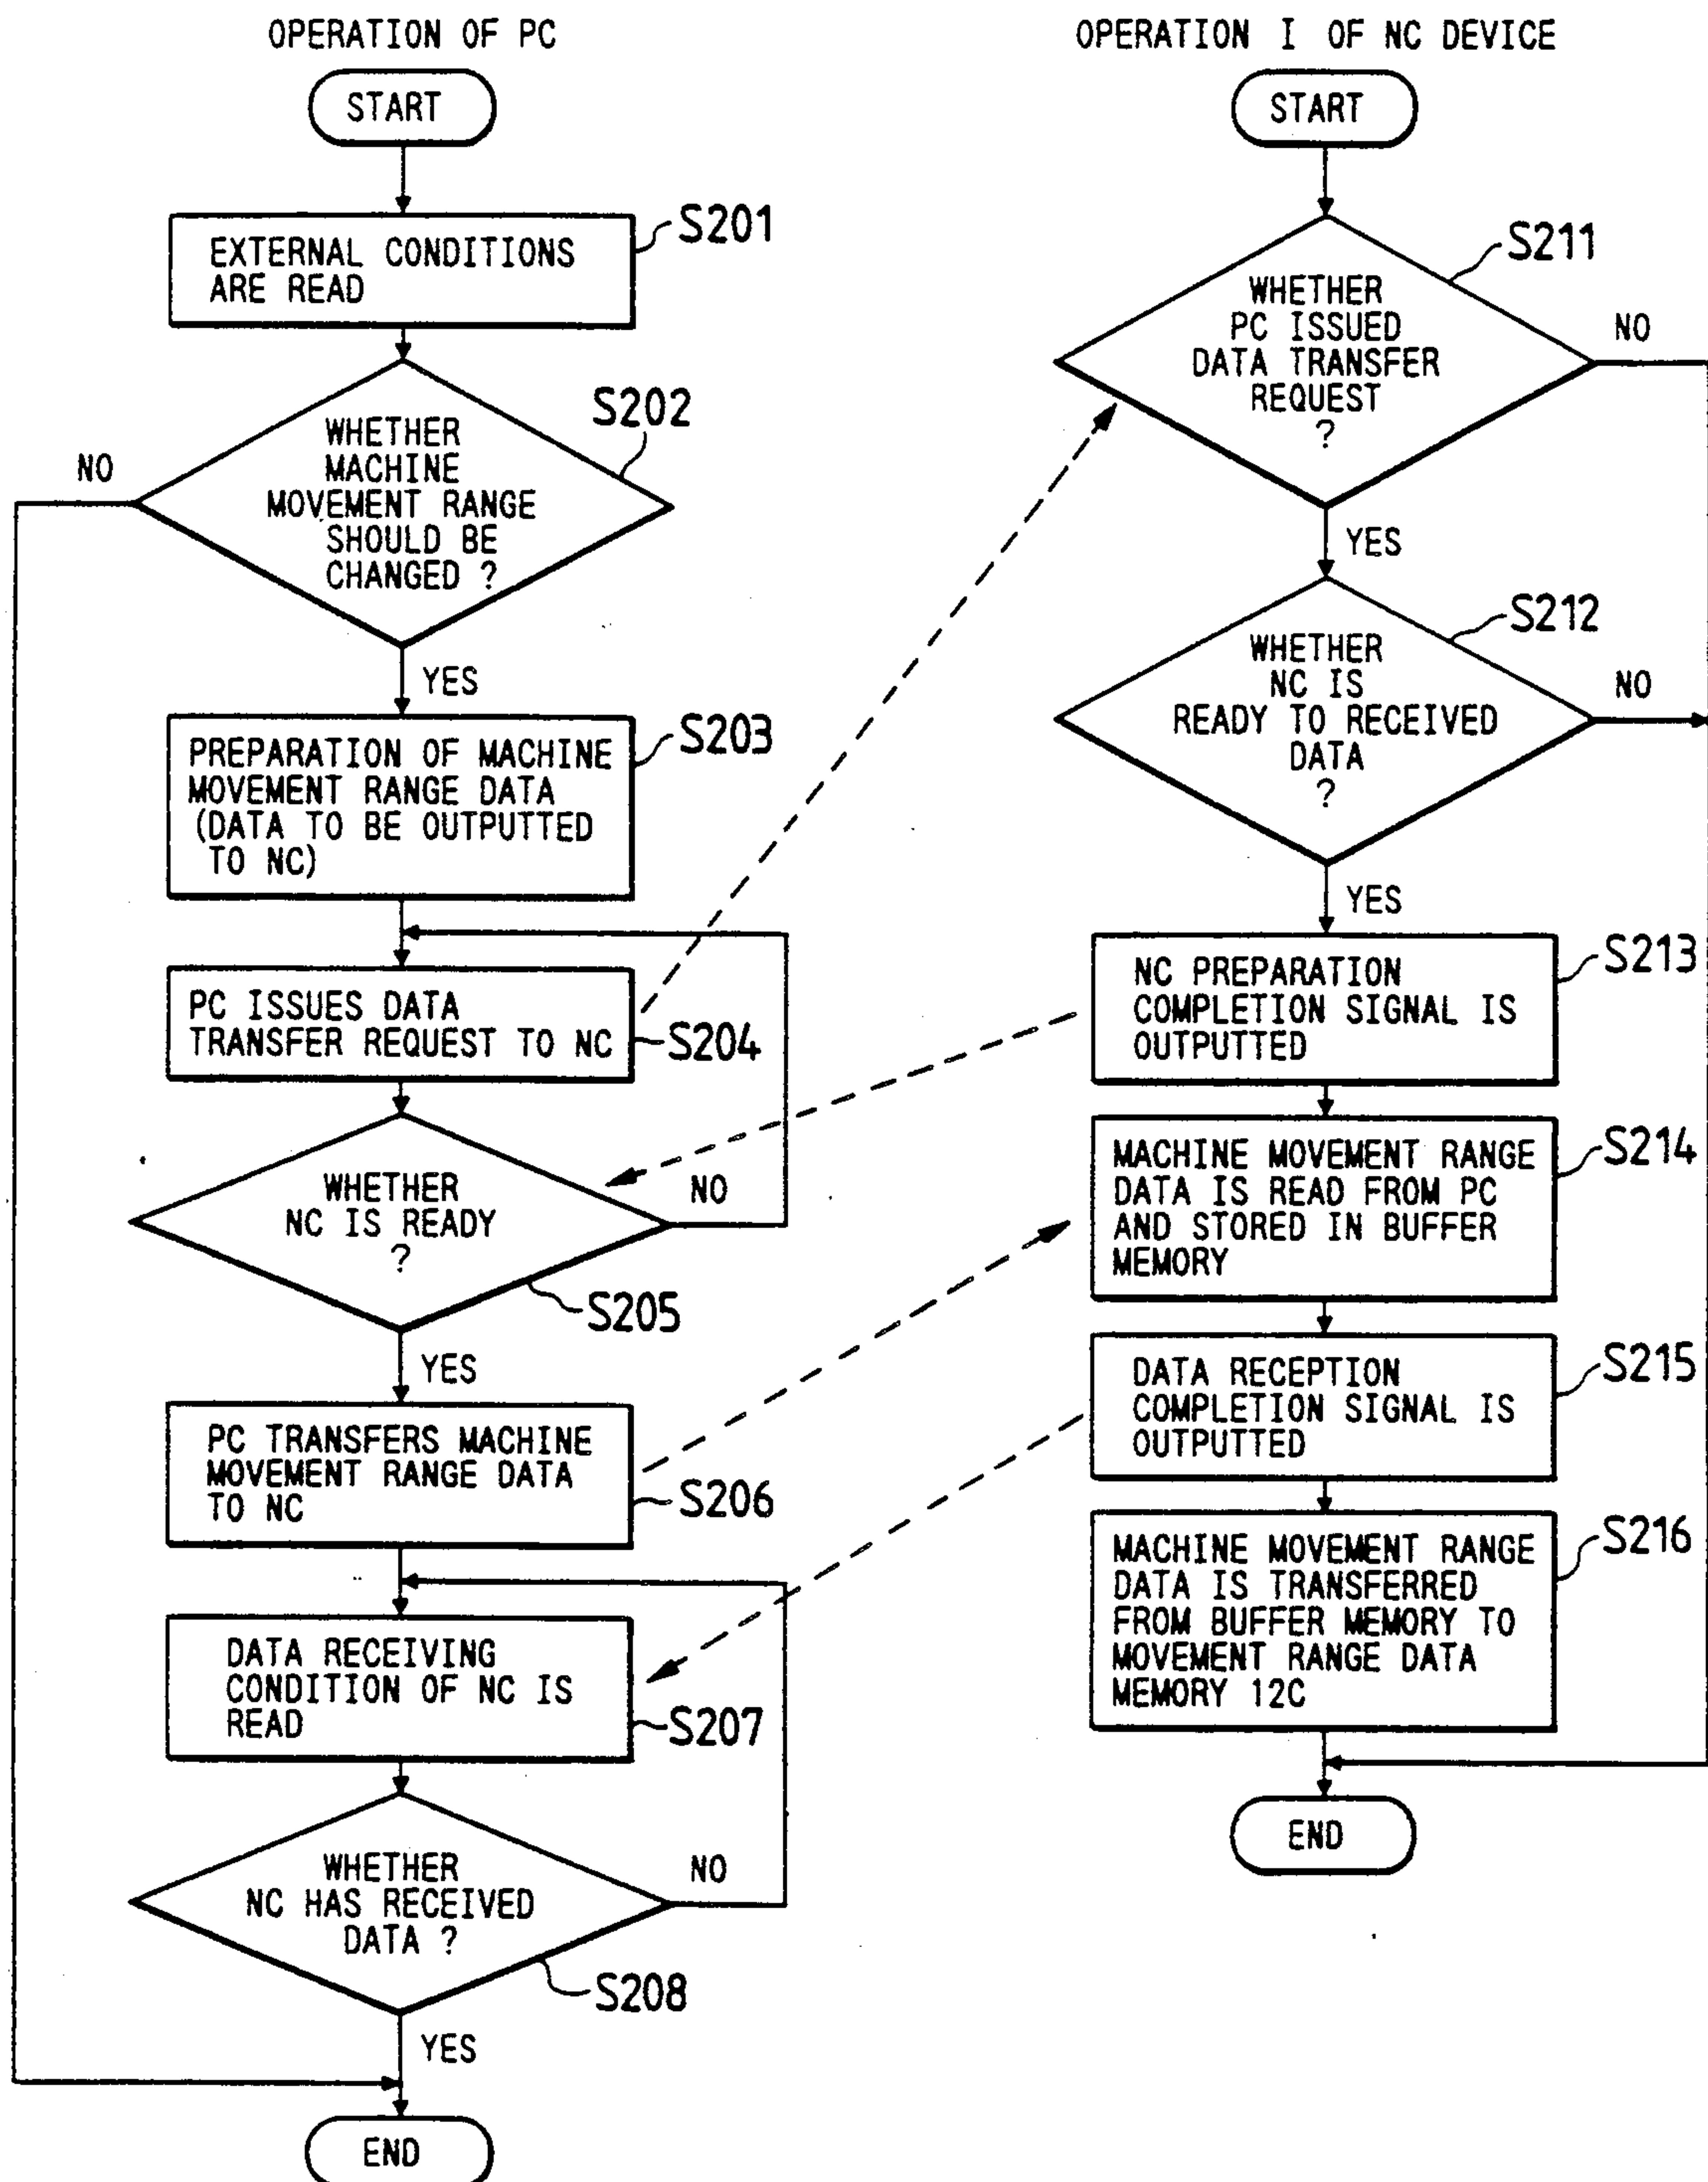 OPERATION OF PC
START
EXTERNAL CONDITIONS
ARE READ
S201
WHETHER
MACHINE
MOVEMENT RANGE
SHOULD BE
CHANGED ?
S202
NO
YES
PREPARATION OF MACHINE
MOVEMENT RANGE DATA
(DATA TO BE OUTPUTTED
TO NC)
S203
PC ISSUES DATA
TRANSFER REQUEST TO NC
S204
WHETHER
NC IS READY
?
NO
S205
YES
PC TRANSFERS MACHINE
MOVEMENT RANGE DATA
TO NC
S206
DATA RECEIVING
CONDITION OF NC IS
READ
S207
WHETHER
NC HAS RECEIVED
DATA ?
NO
S208
YES
END
OPERATION I OF NC DEVICE
START
S211
WHETHER
PC ISSUED
DATA TRANSFER
REQUEST
?
NO
YES
S212
WHETHER
NC IS
READY TO RECEIVED
DATA
?
NO
YES
NC PREPARATION
COMPLETION SIGNAL IS
OUTPUTTED
S213
MACHINE MOVEMENT RANGE
DATA IS READ FROM PC
AND STORED IN BUFFER
MEMORY
S214
DATA RECEPTION
COMPLETION SIGNAL IS
OUTPUTTED
S215
MACHINE MOVEMENT RANGE
DATA IS TRANSFERRED
FROM BUFFER MEMORY TO
MOVEMENT RANGE DATA
MEMORY 12C
S216
END